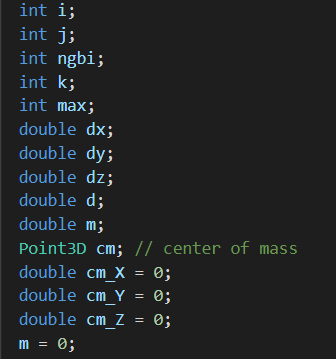 int i;
int j;
int ngbi;
int k;
int max;
double dx;
double dy;
double dz;
double d;
double m;
Point3D cm; // center of mass
double cm_X = 0;
double cm_Y = 0;
double cm_Z = 0;
m = 0;